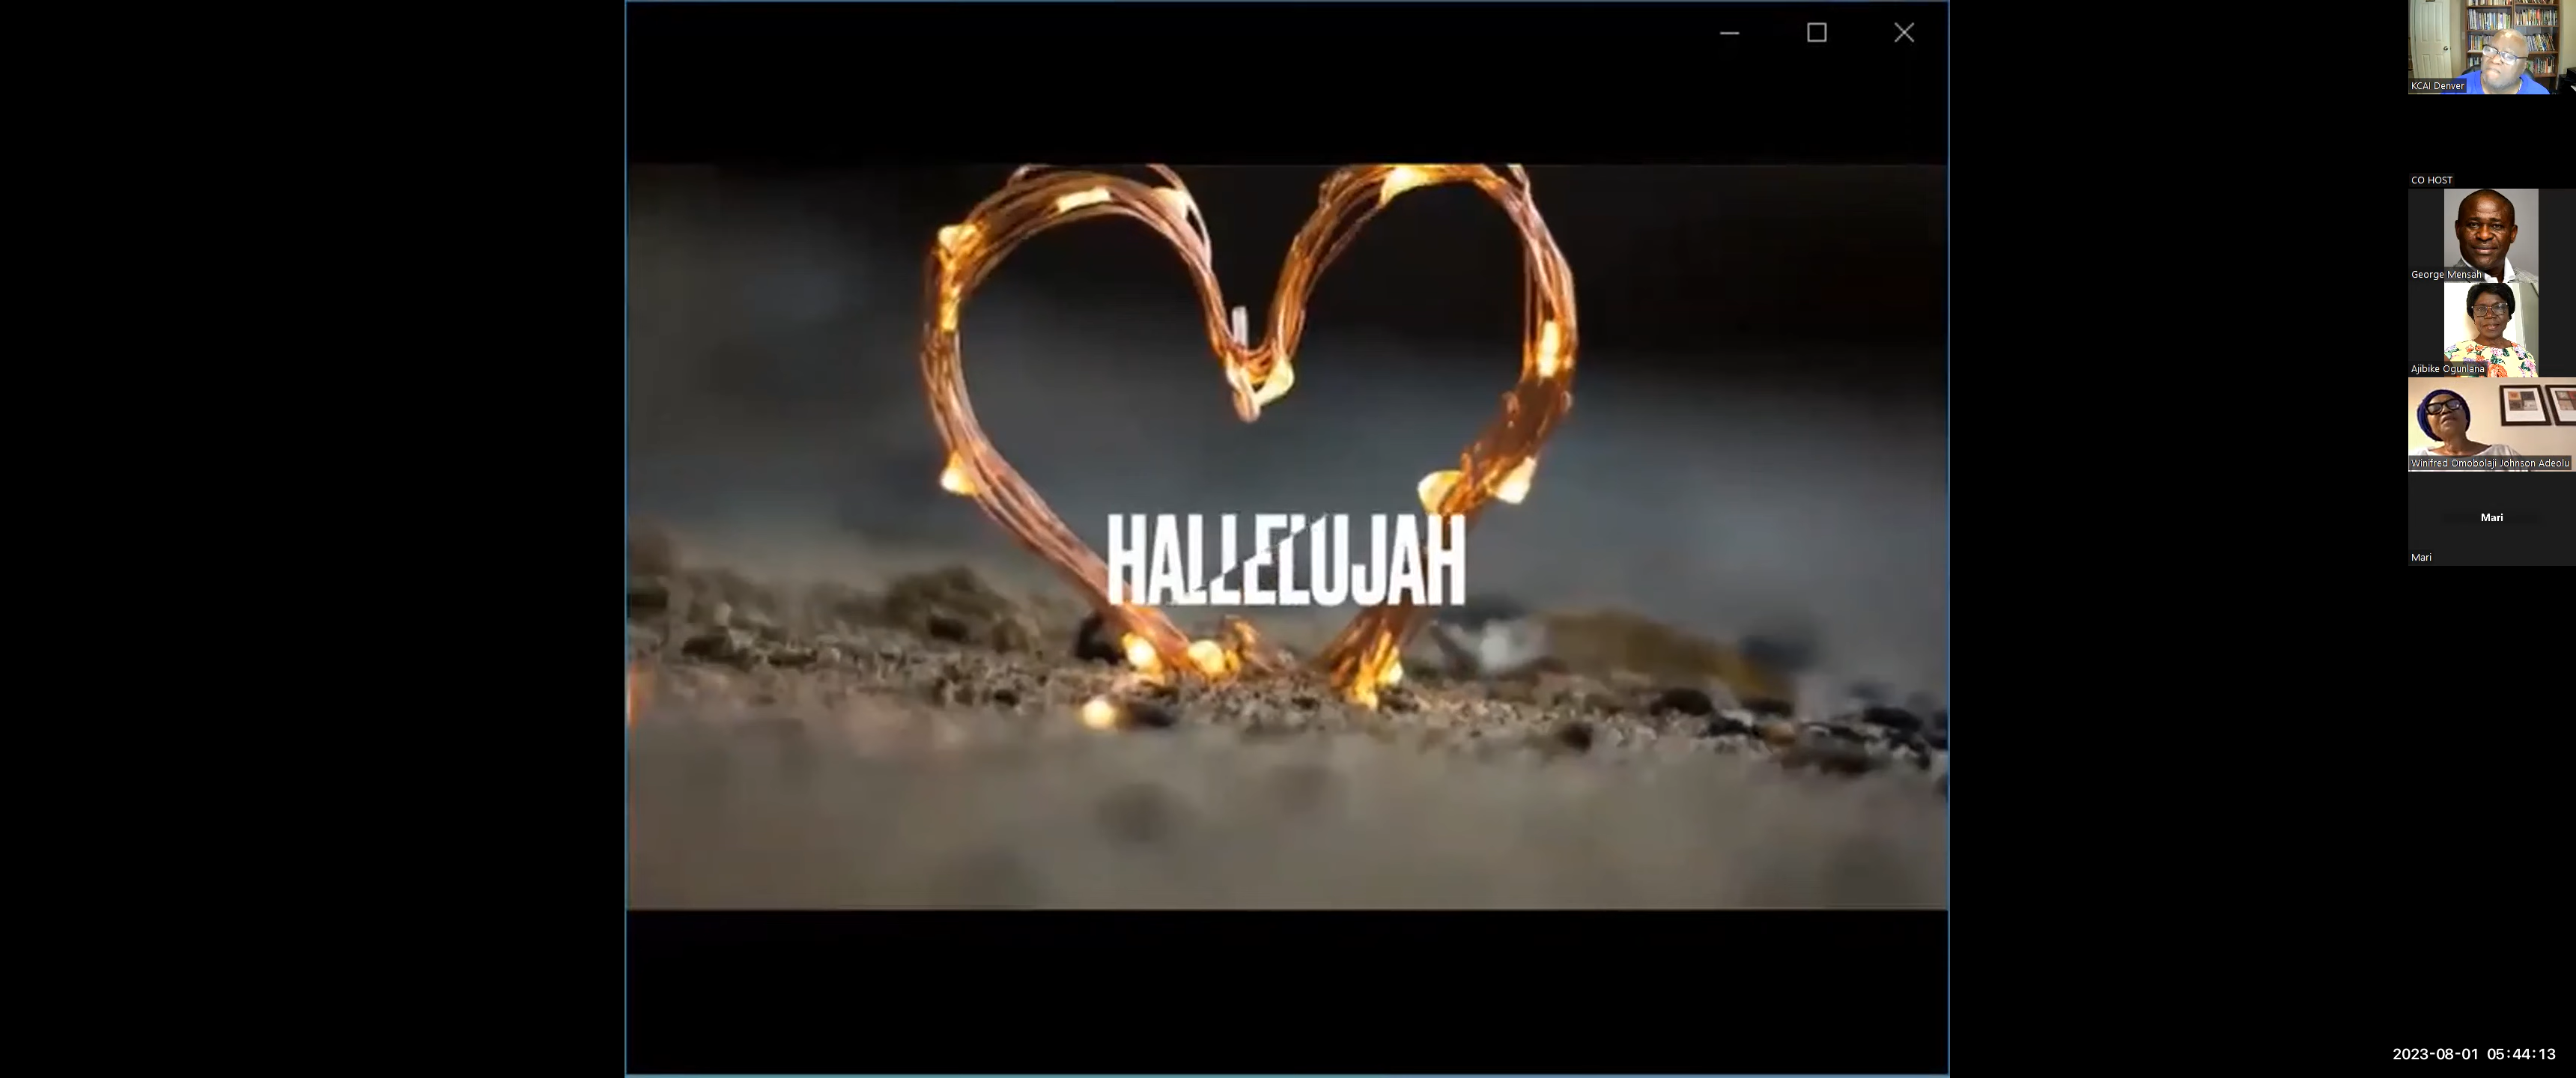 HALLELUJAH
KCAI Denver
CO HOST
George Mensah
Ajibike Ogunlana
Winifred Omobolaji Johnson Adeolu
Mari
Mari
2023-08-01 05:44:13